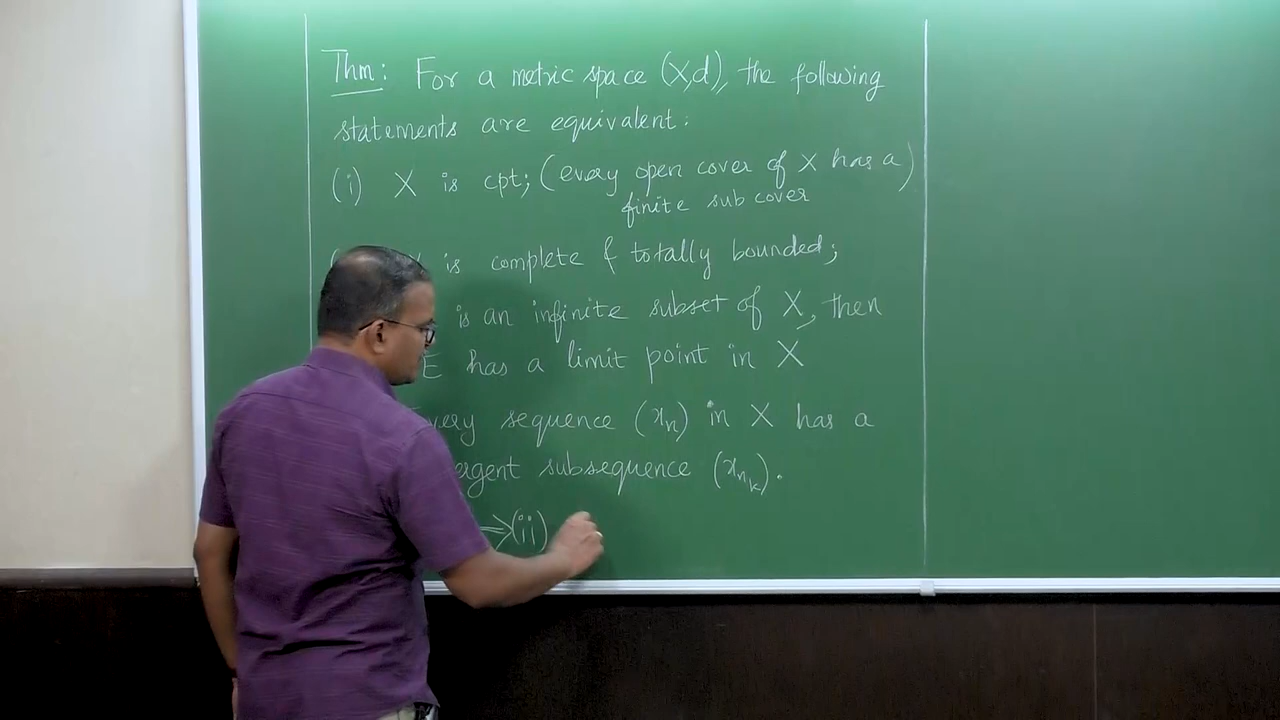 Thm: For a metric space (X,d), the following
statements are equivalent:
(i) X is cpt; (every open cover of X has a)
finite sub cover
is complete & totally bounded;
is an infinite subset of X, then
E has a limit point in X
sequence (xn) in X has a
subsequence (xnk).
⇒(ii)